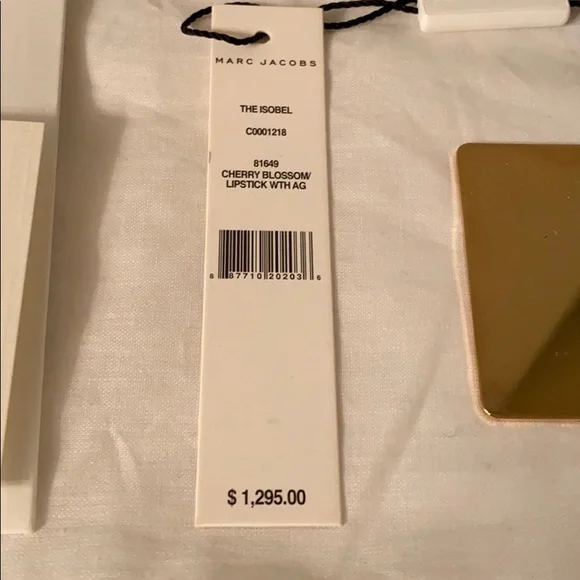 MARC JACOBS
THE ISOBEL
C0001218
81649
CHERRY BLOSSOM/
LIPSTICK WTH AG
8 87710 20203 6
$ 1,295.00